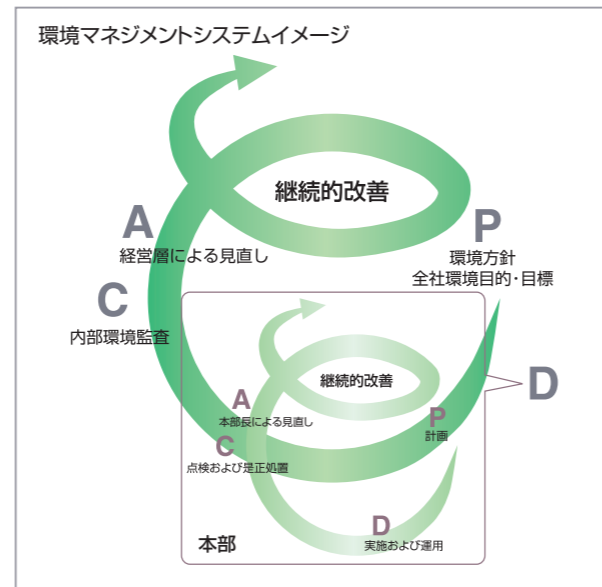 環境マネジメントシステムイメージ
継続的改善
A
経営層による見直し
P
環境方針
全社環境目的・目標
C
内部環境監査
D
継続的改善
A
本部長による見直し
P
計画
C
点検および是正処置
D
実施および運用
本部